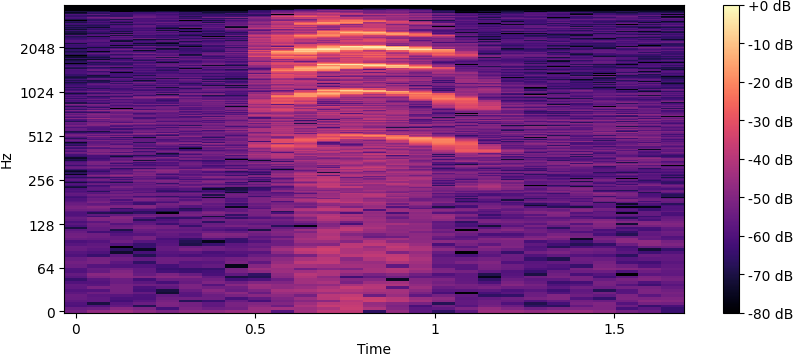 +0 dB
2048
-10 dB
1024
-20 dB
512
-30 dB
Hz
256
-40 dB
128
-50 dB
64
-60 dB
0
-70 dB
-80 dB
0 0.5 1 1.5
Time